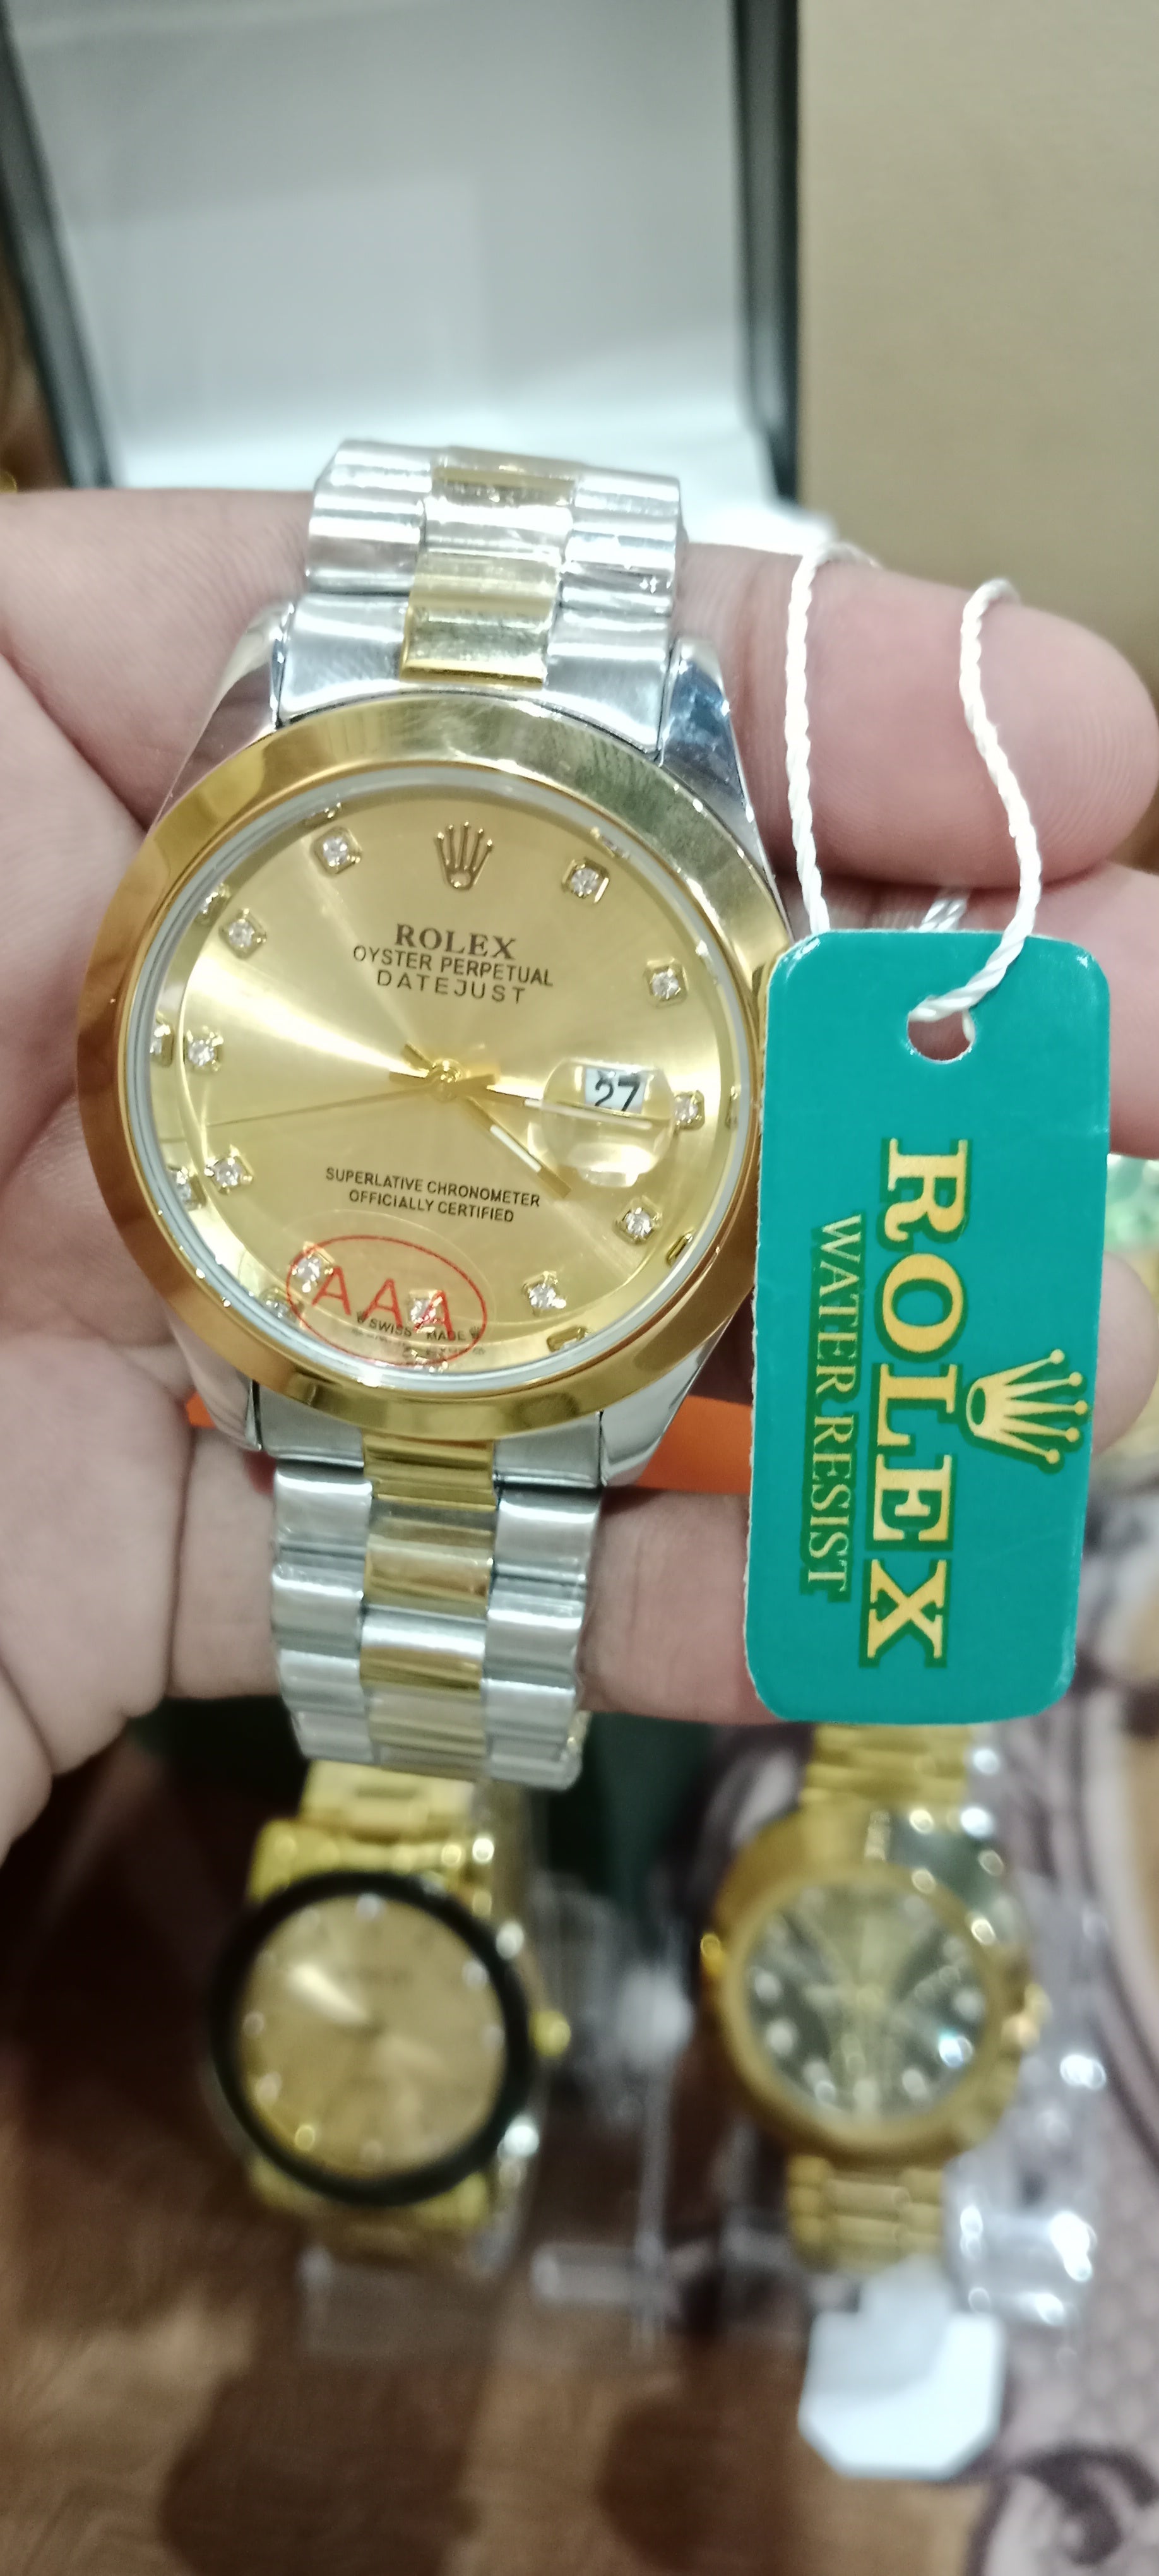 ROLEX
OYSTER PERPETUAL
DATEJUST
27
SUPERLATIVE CHRONOMETER
OFFICIALLY CERTIFIED
AAA
SWISS MADE
ROLEX
WATER RESIST